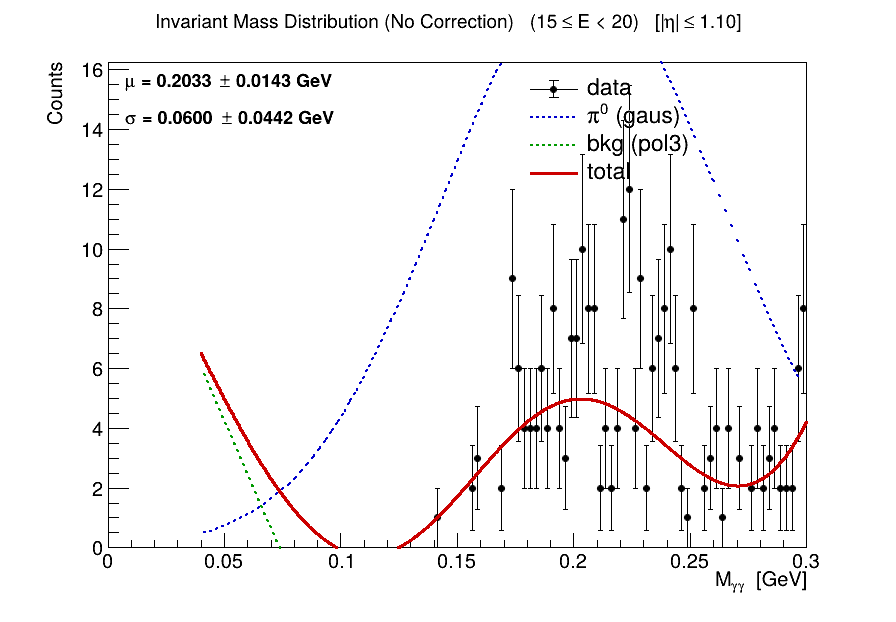 Invariant Mass Distribution (No Correction) (15 ≤ E < 20) [|η| ≤ 1.10]
μ = 0.2033 ± 0.0143 GeV
σ = 0.0600 ± 0.0442 GeV
data
π⁰ (gaus)
bkg (pol3)
total
Counts
16
14
12
10
8
6
4
2
0
0 0.05 0.1 0.15 0.2 0.25 0.3
Mγγ [GeV]